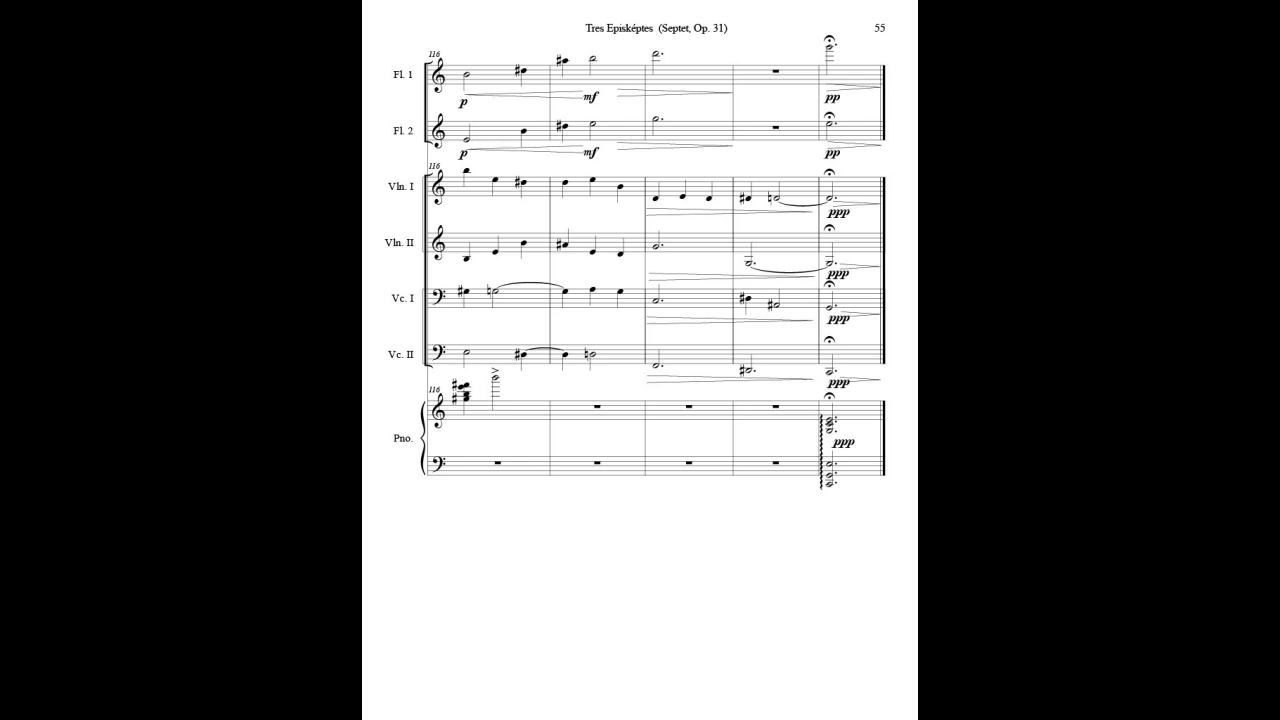 Tres Episképtes (Septet, Op. 31)
55
116
Fl. 1
p
mf
pp
Fl. 2
p
mf
pp
116
Vln. I
ppp
Vln. II
ppp
Vc. I
ppp
Vc. II
ppp
116
Pno.
ppp